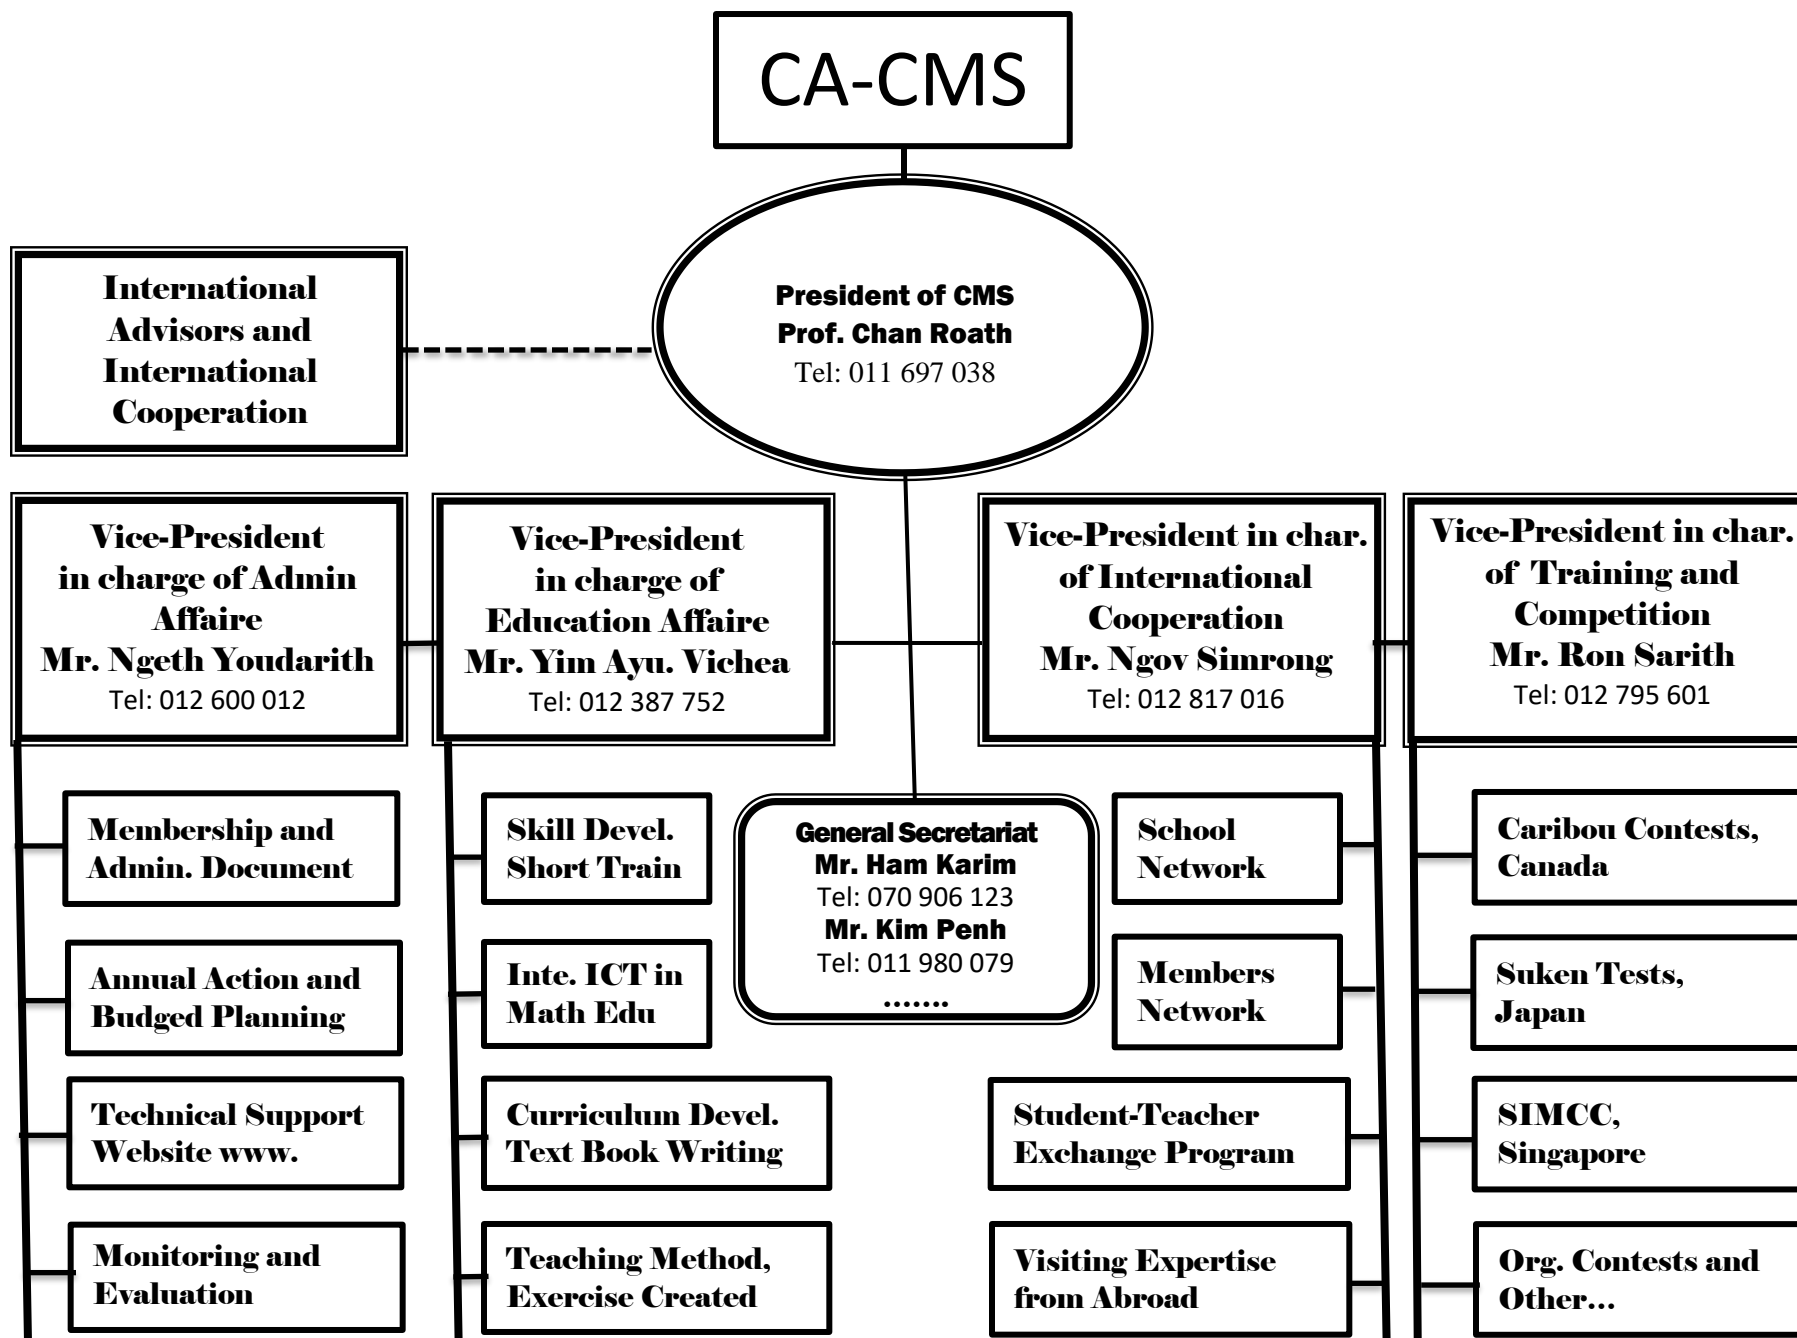 CA-CMS
President of CMS
Prof. Chan Roath
Tel: 011 697 038
International
Advisors and
International
Cooperation
Vice-President
in charge of Admin
Affaire
Mr. Ngeth Youdarith
Tel: 012 600 012
Vice-President
in charge of
Education Affaire
Mr. Yim Ayu. Vichea
Tel: 012 387 752
Vice-President in char.
of International
Cooperation
Mr. Ngov Simrong
Tel: 012 817 016
Vice-President in char.
of Training and
Competition
Mr. Ron Sarith
Tel: 012 795 601
Membership and
Admin. Document
Annual Action and
Budged Planning
Technical Support
Website www.
Monitoring and
Evaluation
Skill Devel.
Short Train
Inte. ICT in
Math Edu
Curriculum Devel.
Text Book Writing
Teaching Method,
Exercise Created
General Secretariat
Mr. Ham Karim
Tel: 070 906 123
Mr. Kim Penh
Tel: 011 980 079
.......
School
Network
Members
Network
Student-Teacher
Exchange Program
Visiting Expertise
from Abroad
Caribou Contests,
Canada
Suken Tests,
Japan
SIMCC,
Singapore
Org. Contests and
Other...